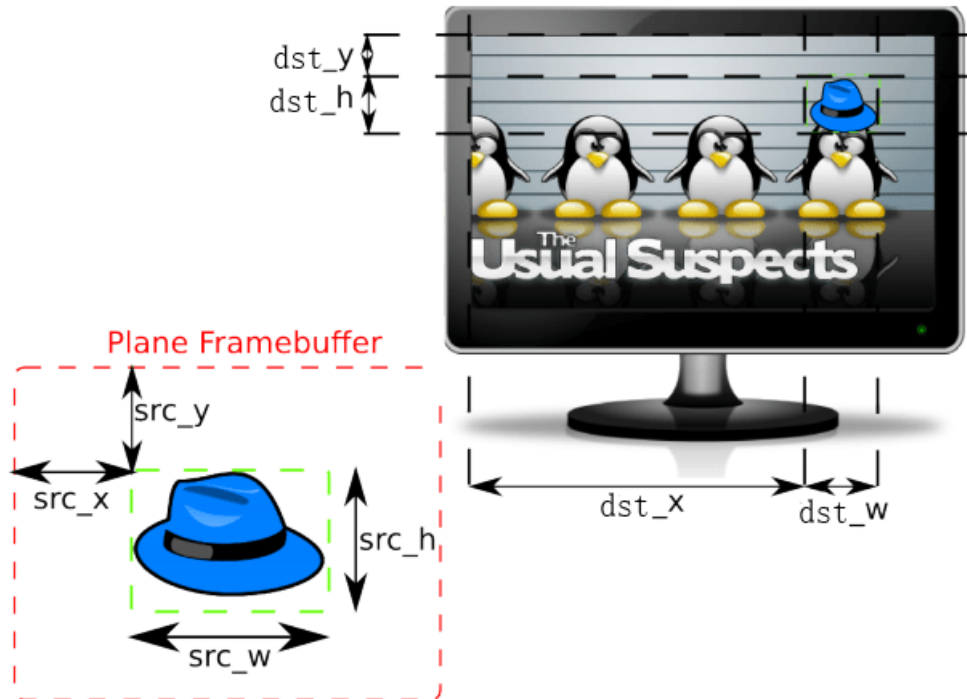 dst_y
dst_h
The
Usual Suspects
Plane Framebuffer
src_y
src_x
src_h
src_w
dst_x
dst_w